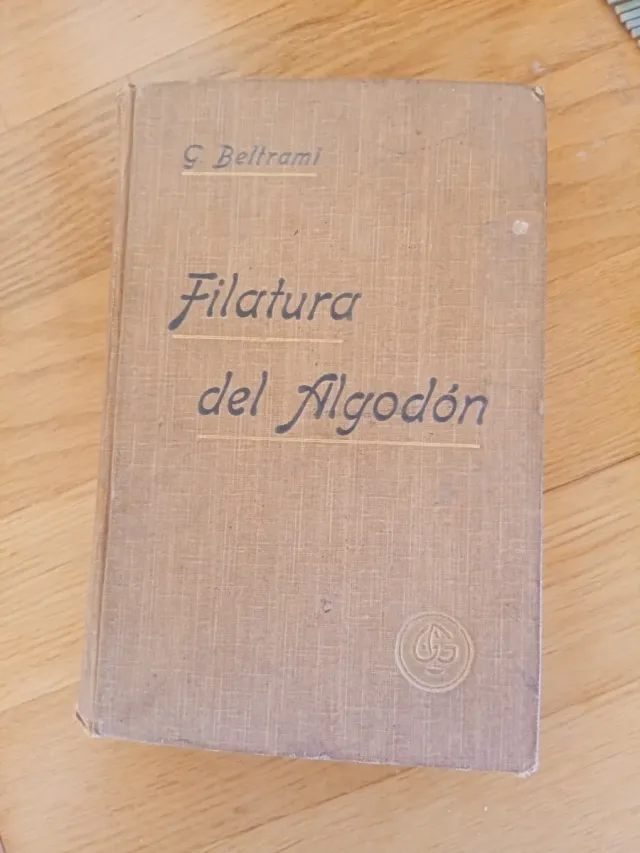 G. Beltrami
Filatura
del Algodón